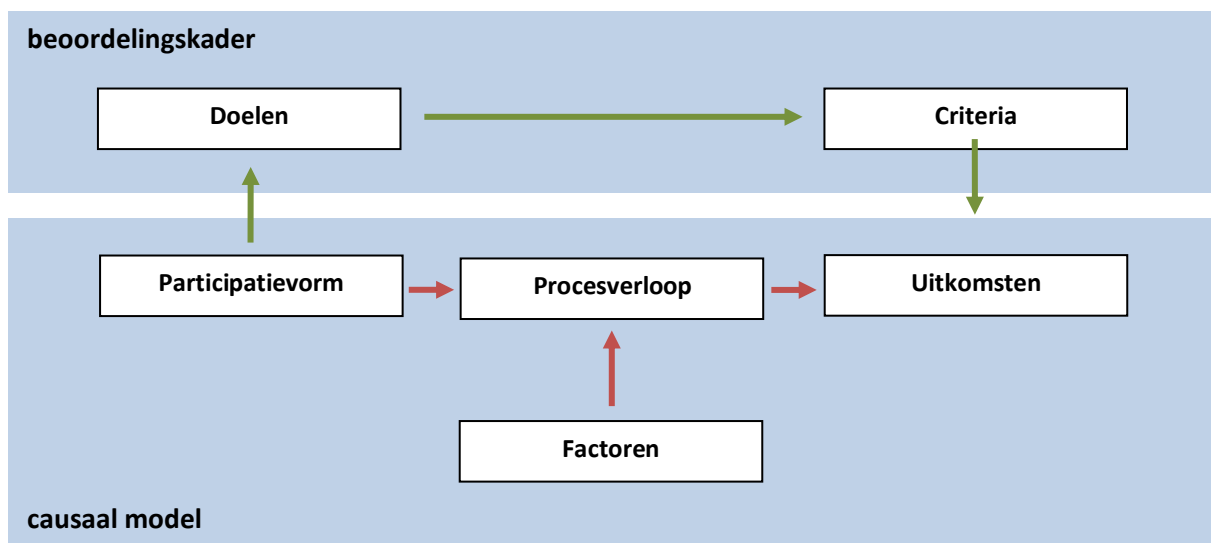 beoordelingskader
Doelen
Criteria
Participatievorm
Procesverloop
Uitkomsten
Factoren
causaal model